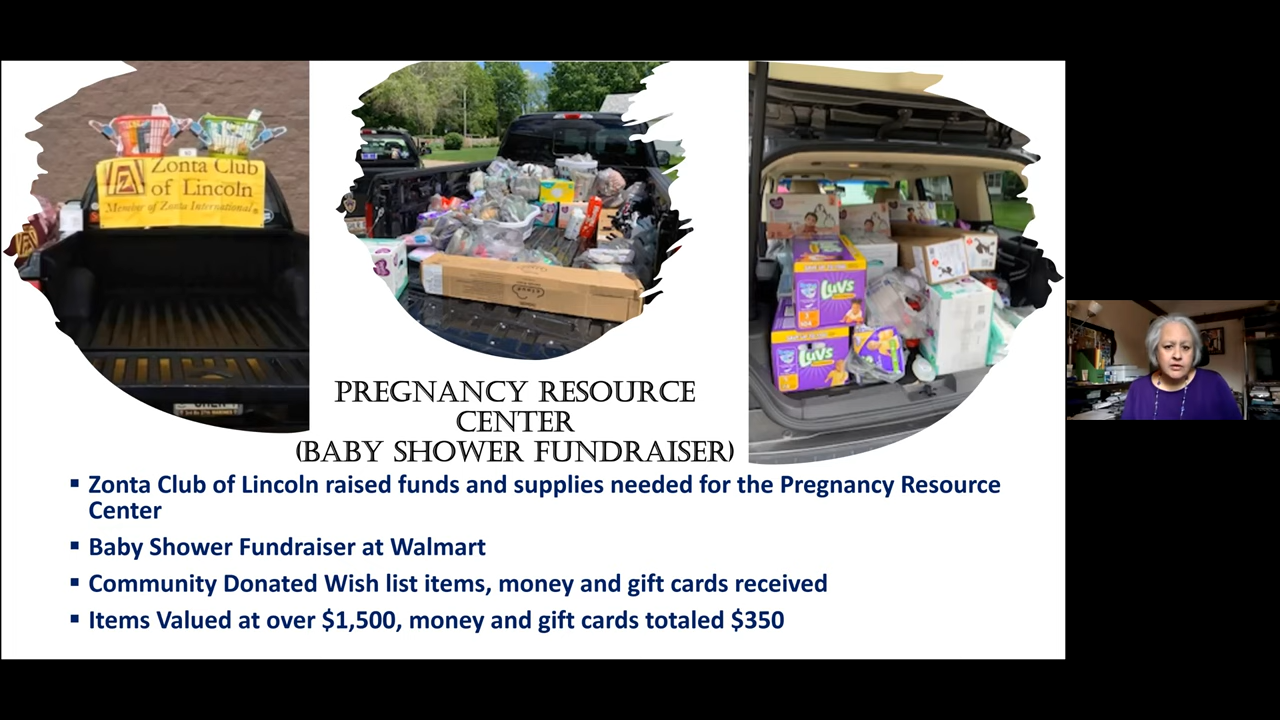 Zonta Club
of Lincoln
Member of Zonta International
Luvs
Luvs
PREGNANCY RESOURCE
CENTER
(BABY SHOWER FUNDRAISER)
▪ Zonta Club of Lincoln raised funds and supplies needed for the Pregnancy Resource
Center
▪ Baby Shower Fundraiser at Walmart
▪ Community Donated Wish list items, money and gift cards received
▪ Items Valued at over $1,500, money and gift cards totaled $350